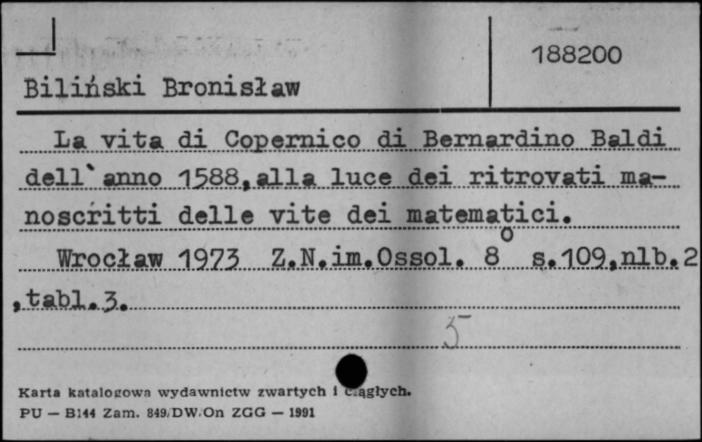 188200
Biliński Bronisław
La vita di Copernico di Bernardino Baldi
dell`anno 1588,alla luce dei ritrovati ma-
noscritti delle vite dei matematici.
Wrocław 1973 Z.N.im.Ossol. 8° s.109,nlb.2
,tabl.3.
5
Karta katalogowa wydawnictw zwartych i ciągłych.
PU — B144 Zam. 849/DW/On ZGG — 1991